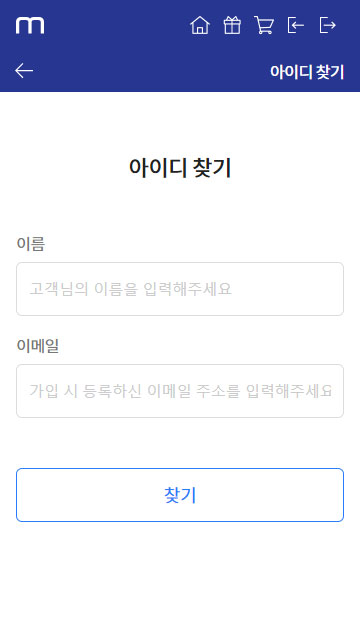 m
아이디 찾기
아이디 찾기
이름
고객님의 이름을 입력해주세요
이메일
가입 시 등록하신 이메일 주소를 입력해주세요
찾기